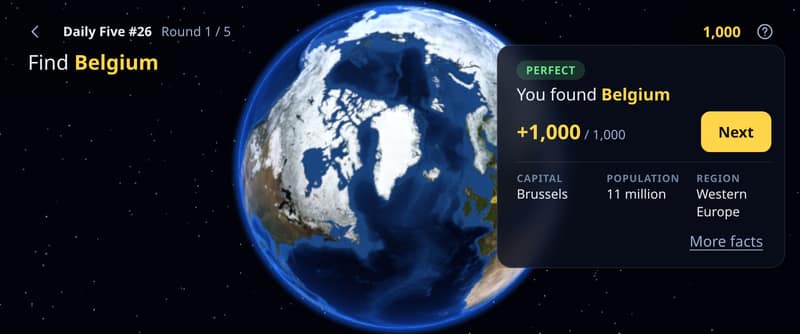 Daily Five #26 Round 1 / 5
1,000 ?
Find Belgium
PERFECT
You found Belgium
+1,000 / 1,000
Next
CAPITAL
Brussels
POPULATION
11 million
REGION
Western
Europe
More facts